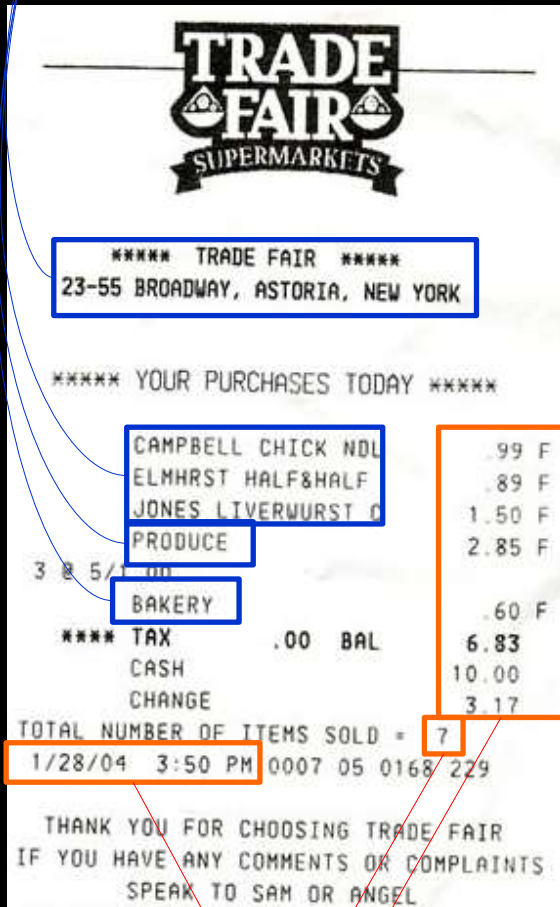 TRADE
FAIR
SUPERMARKETS
***** TRADE FAIR *****
23-55 BROADWAY, ASTORIA, NEW YORK
***** YOUR PURCHASES TODAY *****
CAMPBELL CHICK NDL .99 F
ELMHRST HALF&HALF .89 F
JONES LIVERWURST C 1.50 F
PRODUCE 2.85 F
3 @ 5/1.00
BAKERY .60 F
**** TAX .00 BAL 6.83
CASH 10.00
CHANGE 3.17
TOTAL NUMBER OF ITEMS SOLD = 7
1/28/04 3:50 PM 0007 05 0168 229
THANK YOU FOR CHOOSING TRADE FAIR
IF YOU HAVE ANY COMMENTS OR COMPLAINTS
SPEAK TO SAM OR ANGEL